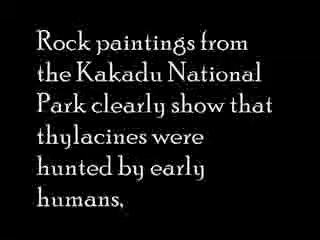 Rock paintings from
the Kakadu National
Park clearly show that
thylacines were
hunted by early
humans,